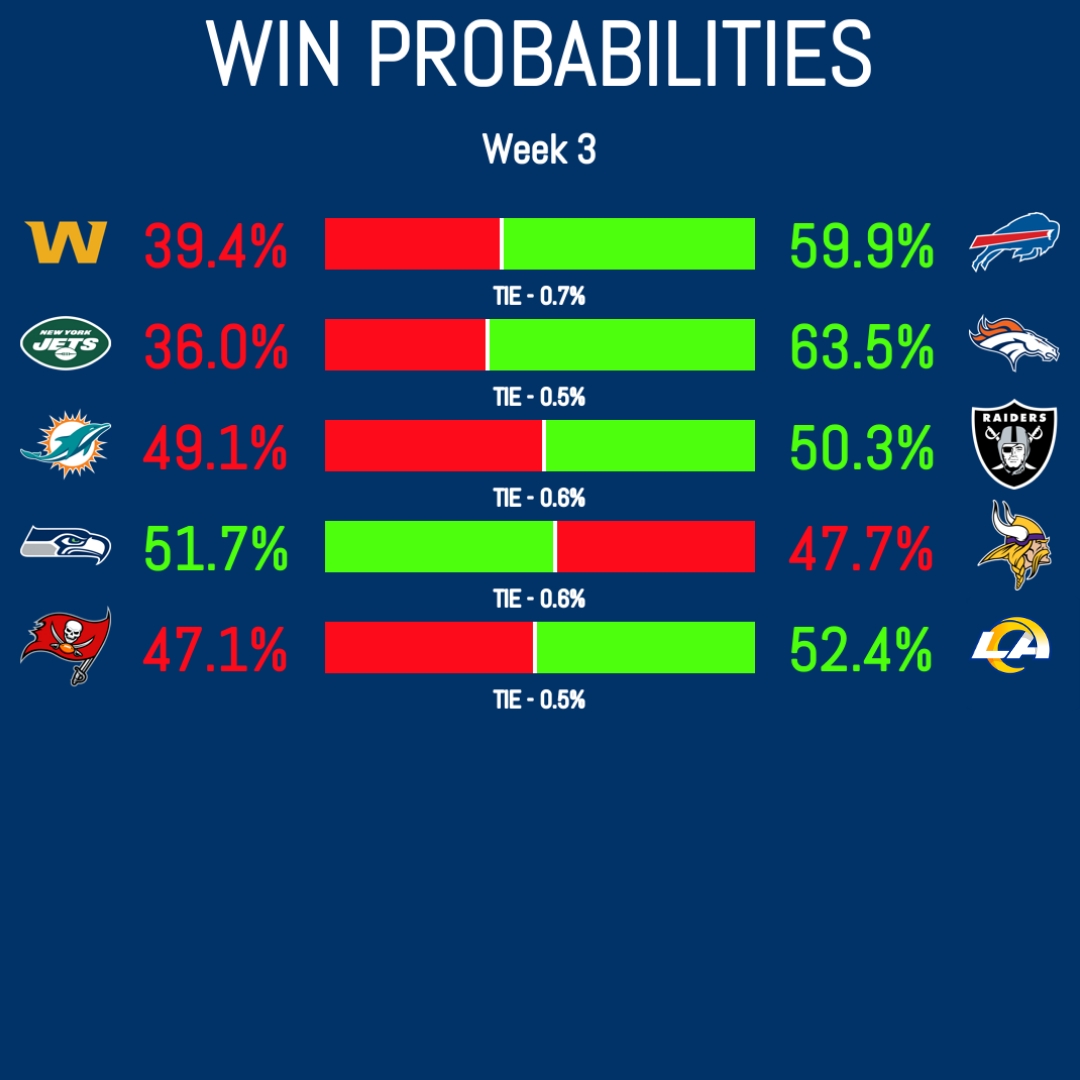 WIN PROBABILITIES
Week 3
W 39.4% 59.9%
TIE - 0.7%
NEW YORK
JETS 36.0% 63.5%
TIE - 0.5%
49.1% 50.3% RAIDERS
TIE - 0.6%
51.7% 47.7%
TIE - 0.6%
47.1% 52.4% LA
TIE - 0.5%